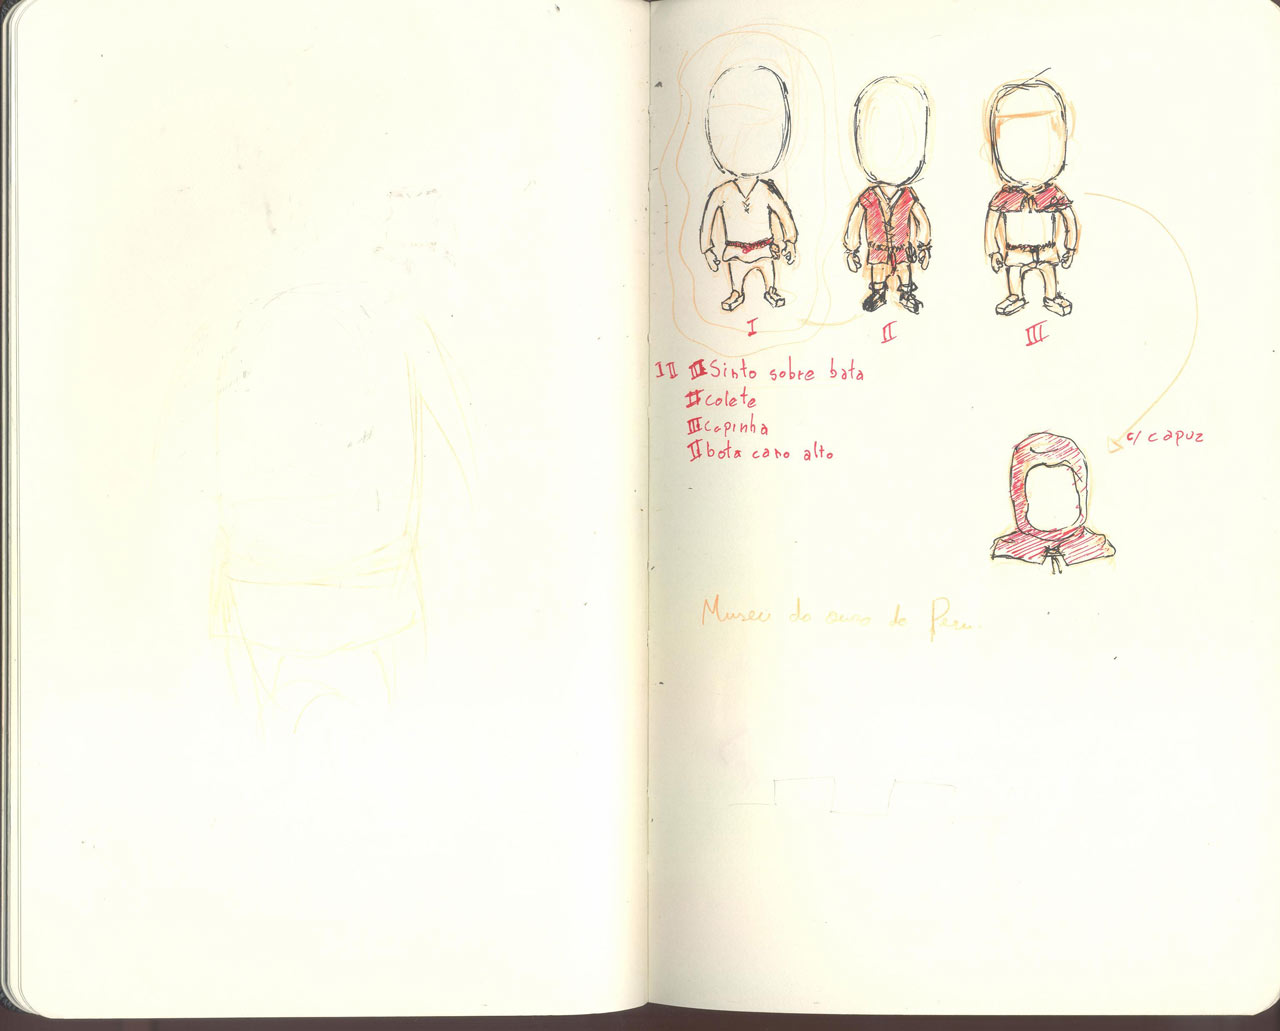 I
II
III
I II III Sinto sobre bata
II colete
III capinha
II bota cano alto
c/ capuz
Museu do ouro do Peru.